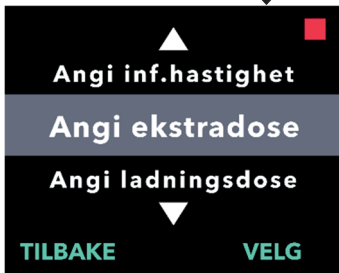 Angi inf.hastighet
Angi ekstradose
Angi ladningsdose
TILBAKE VELG